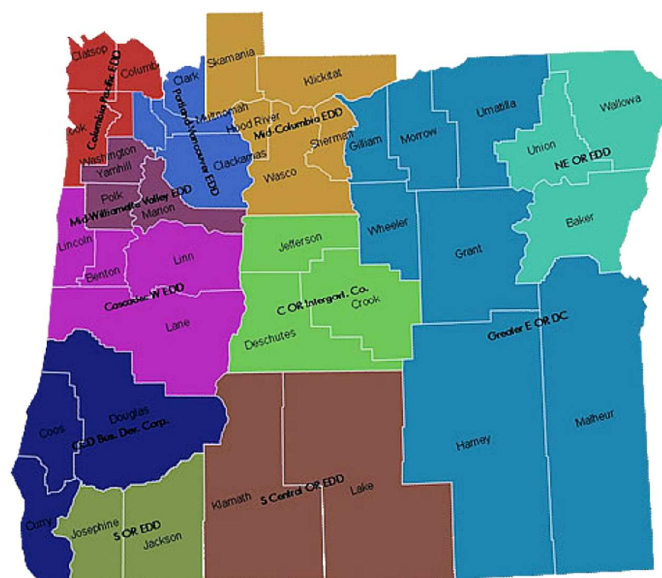 Clatsop
Columbia Pacific EDD
Clark
Portland-Vancouver EDD
Skamania
Klickitat
Multnomah
Hood River
Mid-Columbia EDD
Sherman
Gilliam
Morrow
Umatilla
Wallowa
Union
NE OR EDD
Washington
Yamhill
Clackamas
Wasco
Polk
Mid-Willamette Valley EDD
Marion
Wheeler
Grant
Baker
Lincoln
Benton
Linn
Jefferson
Cascades W EDD
C OR Intergovt. Co.
Crook
Lane
Deschutes
Greater E OR DC
Coos
Douglas
CCD Bus. Dev. Corp.
Harney
Malheur
Curry
Josephine
S OR EDD
Jackson
Klamath
S Central OR EDD
Lake